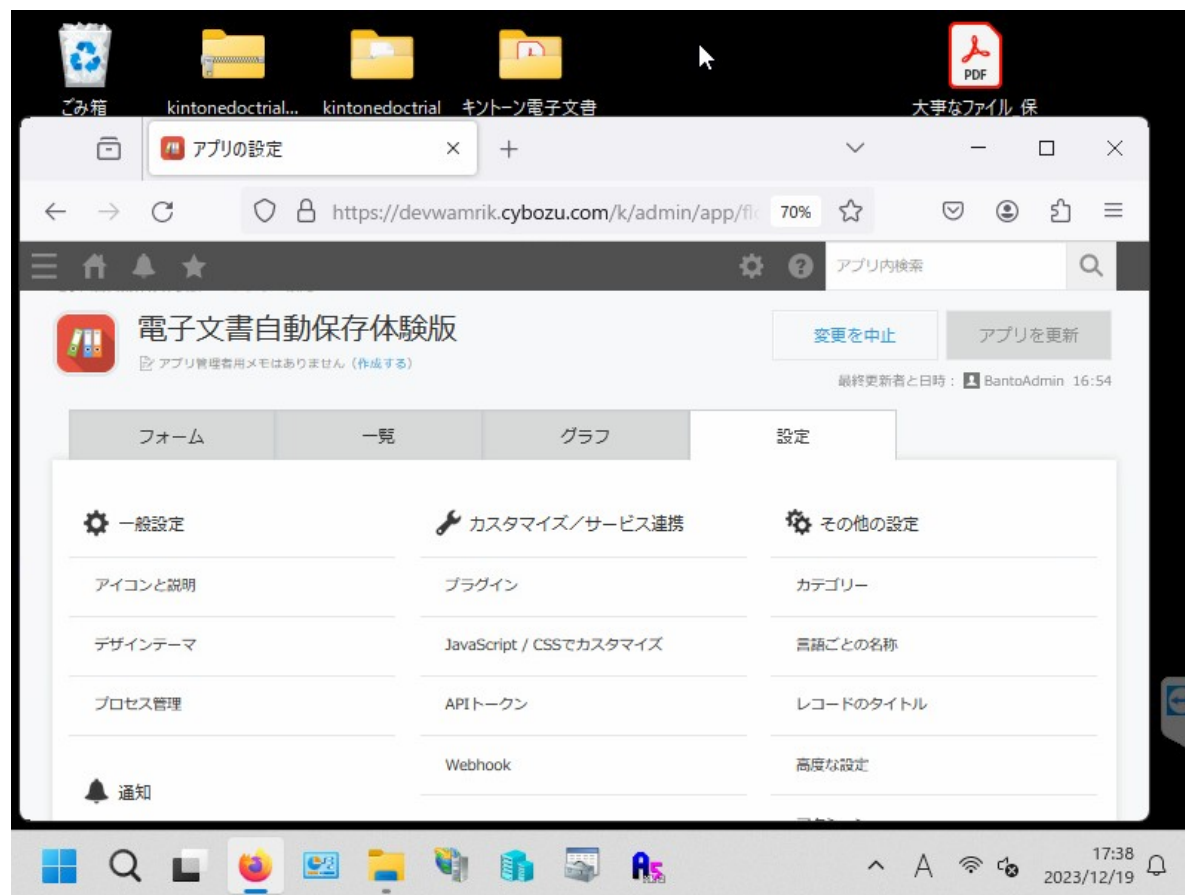 PDF
ごみ箱
kintonedoctrial...
kintonedoctrial
キントーン電子文書
大事なファイル_保
アプリの設定
https://devwamrik.cybozu.com/k/admin/app/flo
70%
アプリ内検索
電子文書自動保存体験版
アプリ管理者用メモはありません（作成する）
変更を中止
アプリを更新
最終更新者と日時： BantoAdmin 16:54
フォーム
一覧
グラフ
設定
一般設定
カスタマイズ／サービス連携
その他の設定
アイコンと説明
プラグイン
カテゴリー
デザインテーマ
JavaScript / CSSでカスタマイズ
言語ごとの名称
プロセス管理
APIトークン
レコードのタイトル
Webhook
高度な設定
通知
A
17:38
2023/12/19